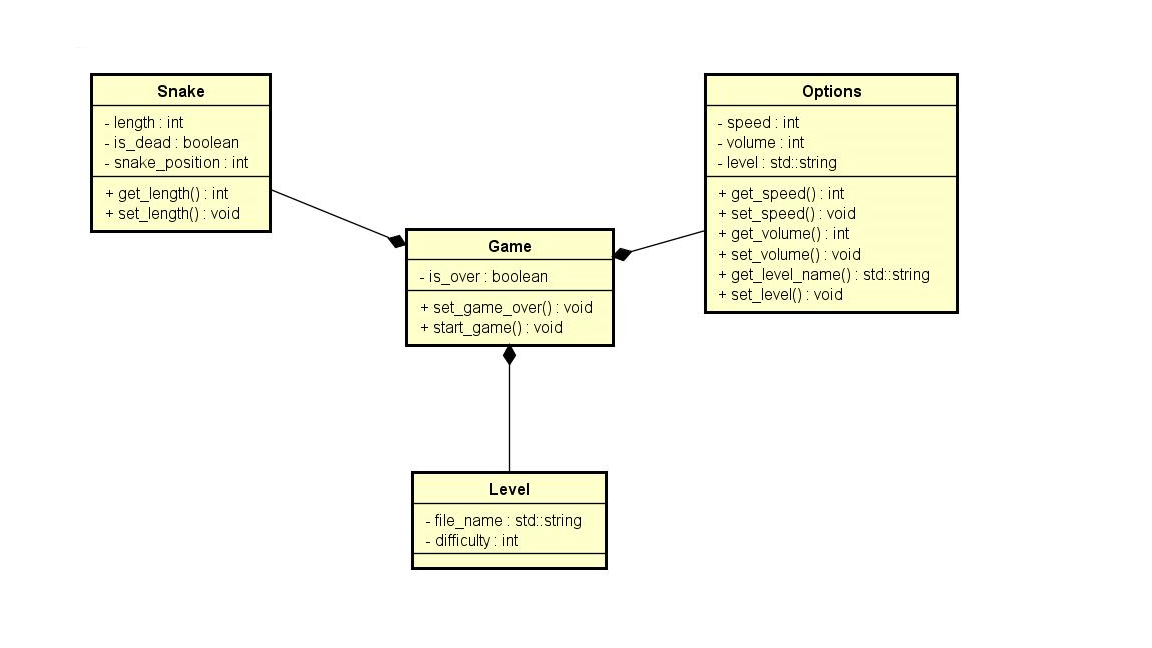 Snake
- length : int
- is_dead : boolean
- snake_position : int
+ get_length() : int
+ set_length() : void
Options
- speed : int
- volume : int
- level : std::string
+ get_speed() : int
+ set_speed() : void
+ get_volume() : int
+ set_volume() : void
+ get_level_name() : std::string
+ set_level() : void
Game
- is_over : boolean
+ set_game_over() : void
+ start_game() : void
Level
- file_name : std::string
- difficulty : int